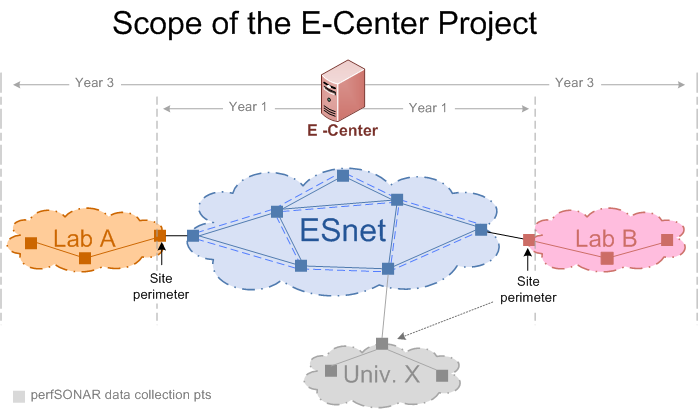 Scope of the E-Center Project
Year 3
Year 3
Year 1
Year 1
E -Center
Lab A
ESnet
Lab B
Site
perimeter
Site
perimeter
Univ. X
perfSONAR data collection pts